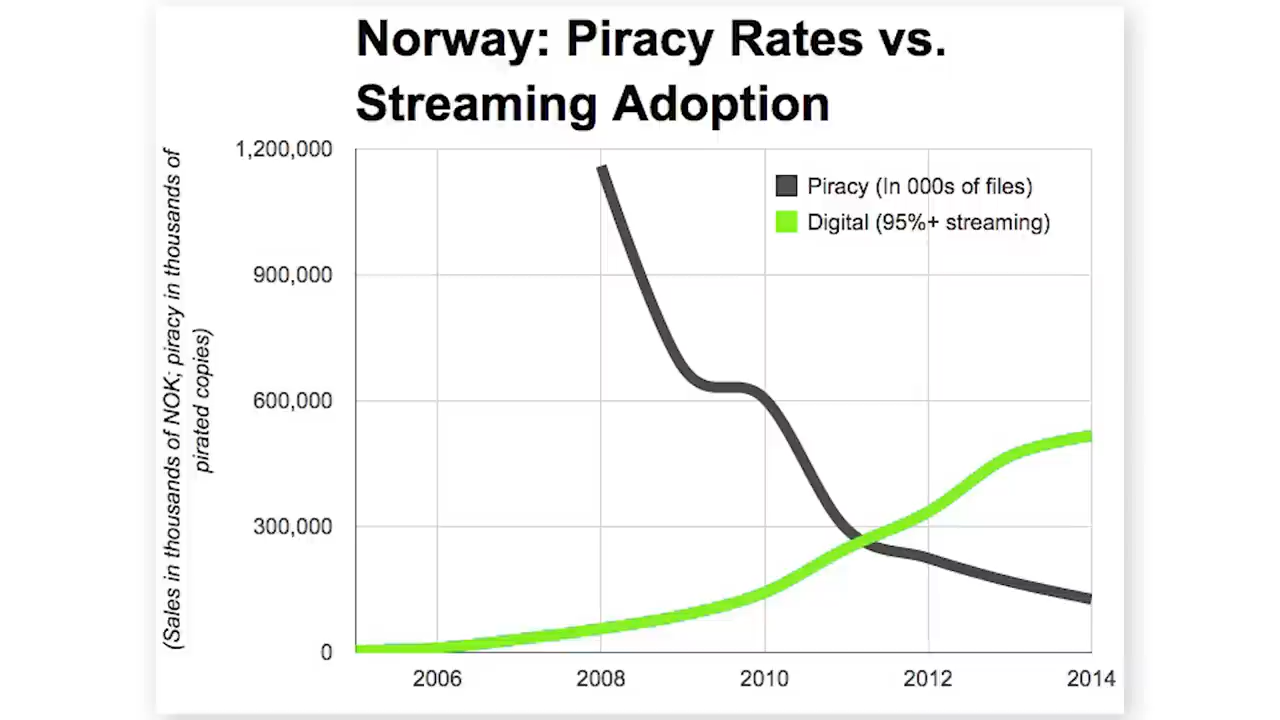 Norway: Piracy Rates vs.
Streaming Adoption
(Sales in thousands of NOK; piracy in thousands of
pirated copies)
1,200,000
900,000
600,000
300,000
0
Piracy (In 000s of files)
Digital (95%+ streaming)
2006 2008 2010 2012 2014